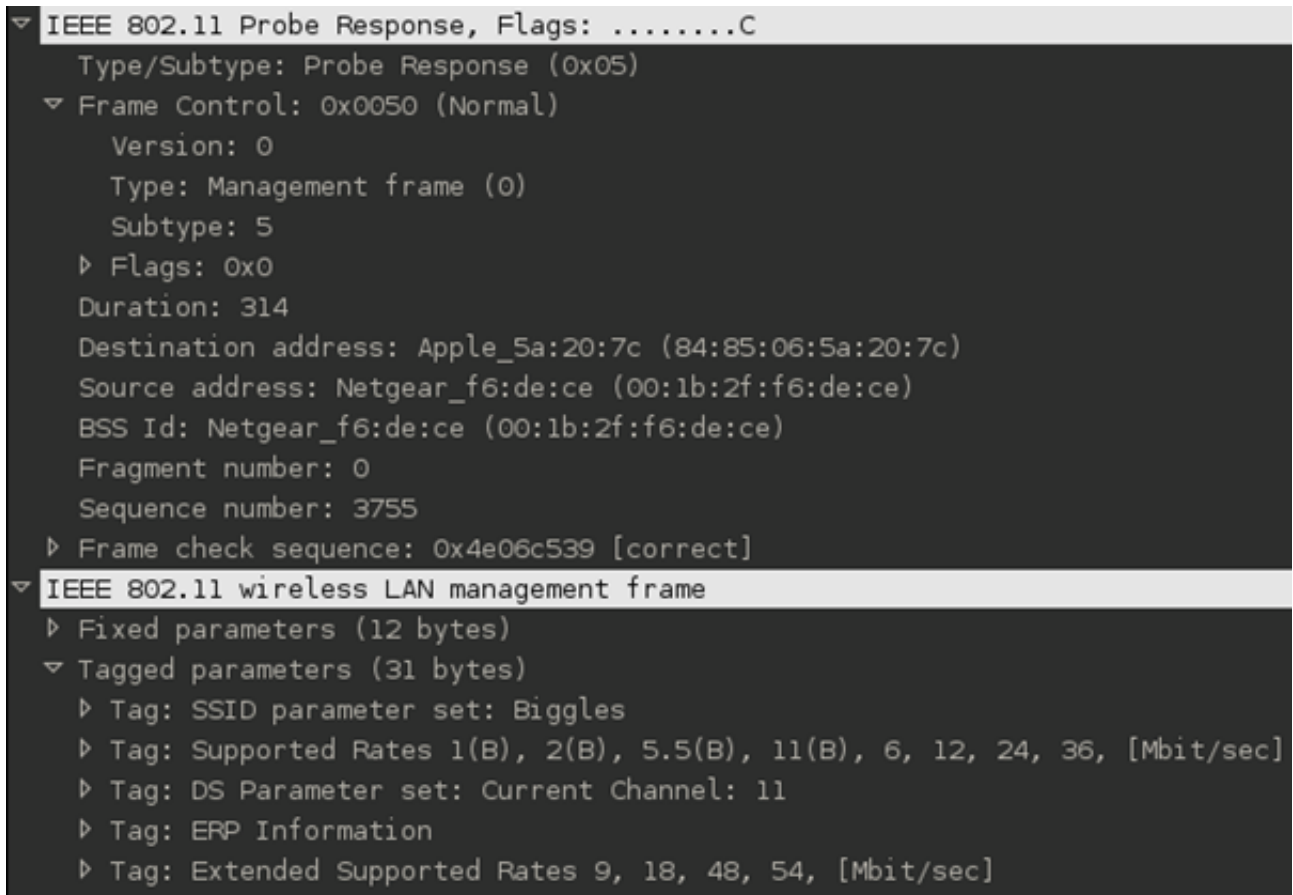 IEEE 802.11 Probe Response, Flags: ........C
Type/Subtype: Probe Response (0x05)
Frame Control: 0x0050 (Normal)
Version: 0
Type: Management frame (0)
Subtype: 5
Flags: 0x0
Duration: 314
Destination address: Apple_5a:20:7c (84:85:06:5a:20:7c)
Source address: Netgear_f6:de:ce (00:1b:2f:f6:de:ce)
BSS Id: Netgear_f6:de:ce (00:1b:2f:f6:de:ce)
Fragment number: 0
Sequence number: 3755
Frame check sequence: 0x4e06c539 [correct]
IEEE 802.11 wireless LAN management frame
Fixed parameters (12 bytes)
Tagged parameters (31 bytes)
Tag: SSID parameter set: Biggles
Tag: Supported Rates 1(B), 2(B), 5.5(B), 11(B), 6, 12, 24, 36, [Mbit/sec]
Tag: DS Parameter set: Current Channel: 11
Tag: ERP Information
Tag: Extended Supported Rates 9, 18, 48, 54, [Mbit/sec]